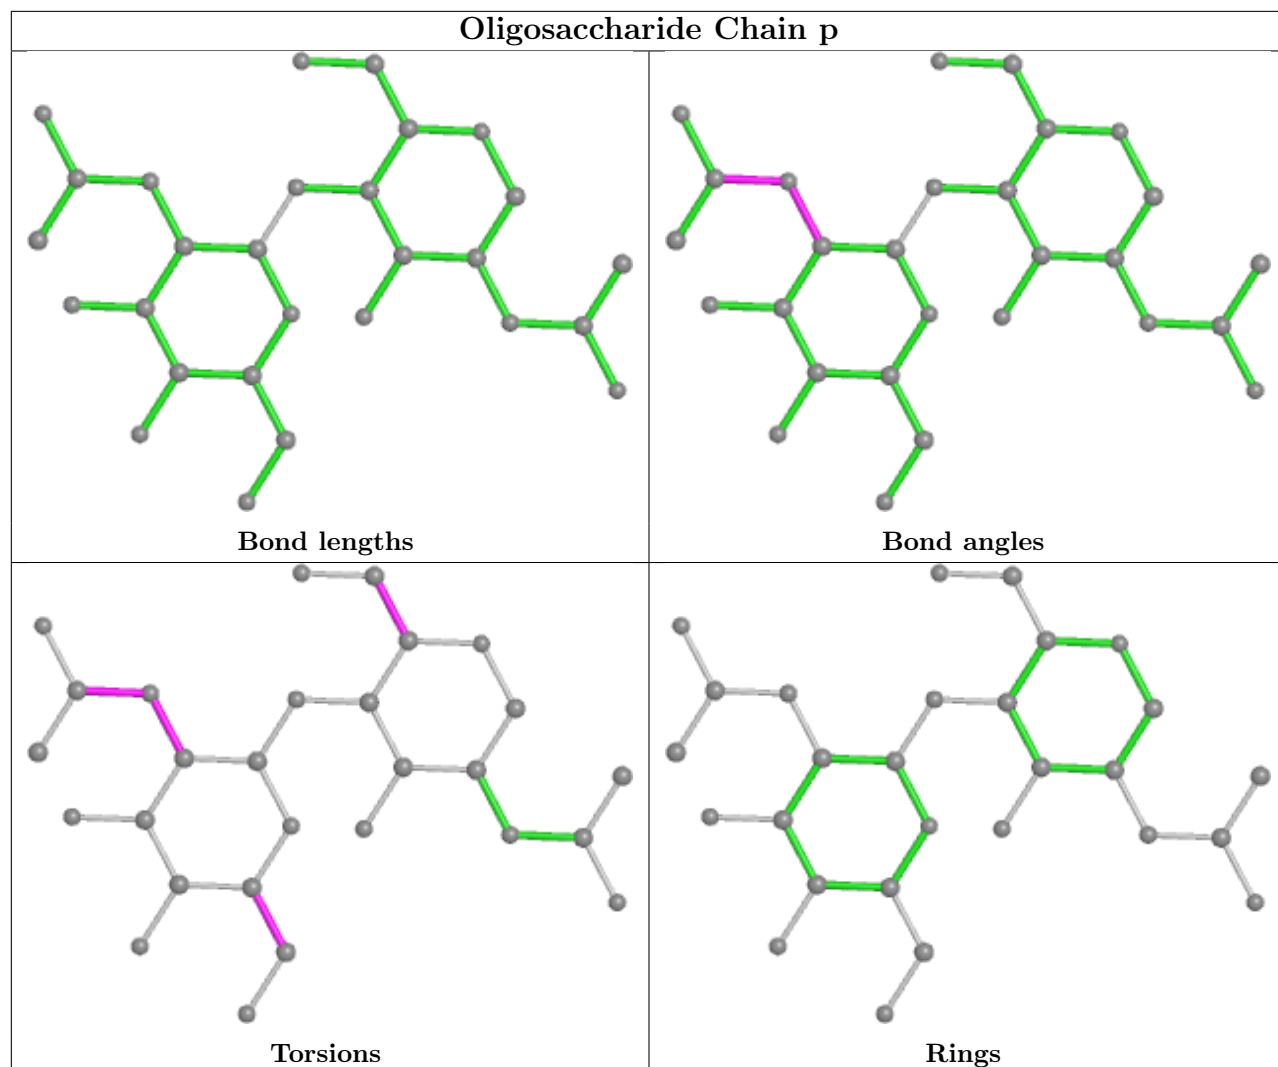 Oligosaccharide Chain p
Bond lengths
Bond angles
Torsions
Rings